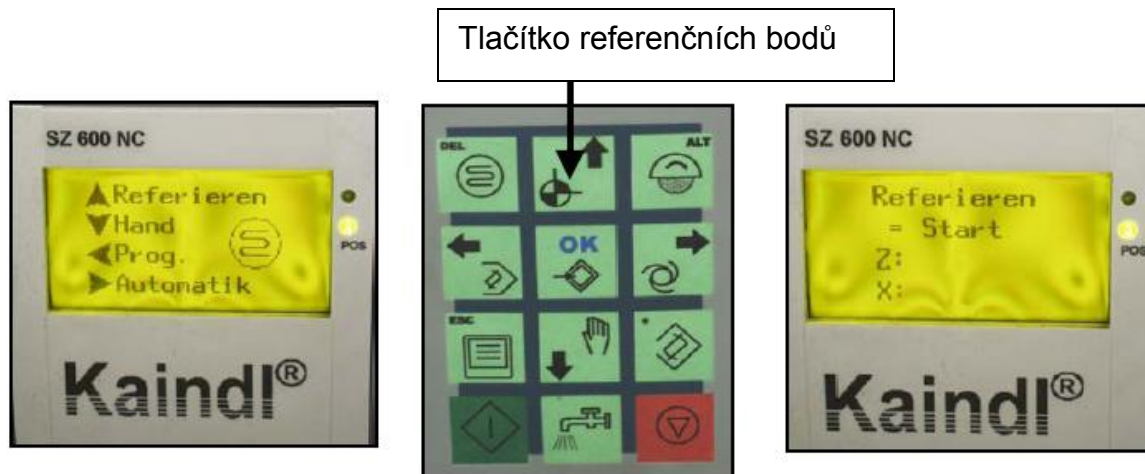 Tlačítko referenčních bodů
SZ 600 NC
Referieren
Hand
Prog.
Automatik
POS
Kaindl®
DEL
ALT
OK
ESC
SZ 600 NC
Referieren
= Start
Z:
X:
POS
Kaindl®